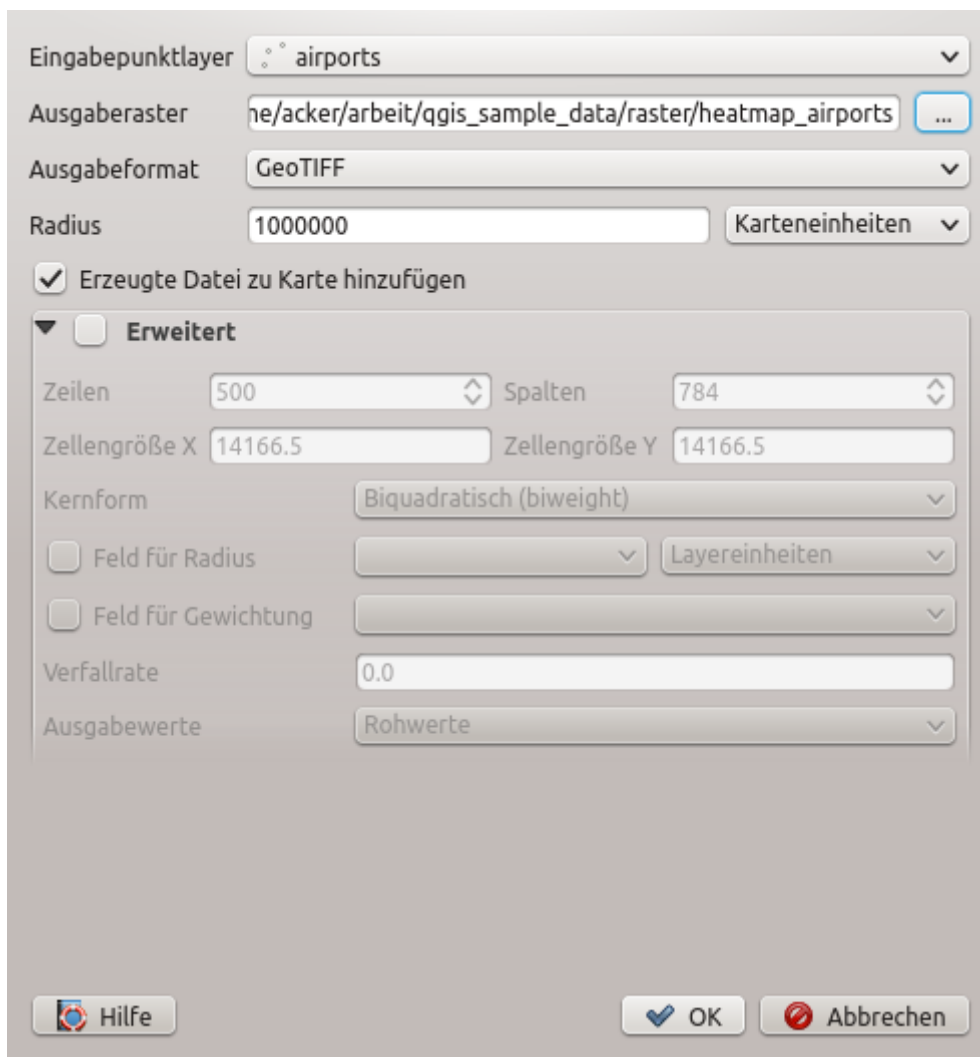 Eingabepunktlayer airports
Ausgaberaster ne/acker/arbeit/qgis_sample_data/raster/heatmap_airports ...
Ausgabeformat GeoTIFF
Radius 1000000 Karteneinheiten
Erzeugte Datei zu Karte hinzufügen
Erweitert
Zeilen 500 Spalten 784
Zellengröße X 14166.5 Zellengröße Y 14166.5
Kernform Biquadratisch (biweight)
Feld für Radius Layereinheiten
Feld für Gewichtung
Verfallrate 0.0
Ausgabewerte Rohwerte
Hilfe OK Abbrechen